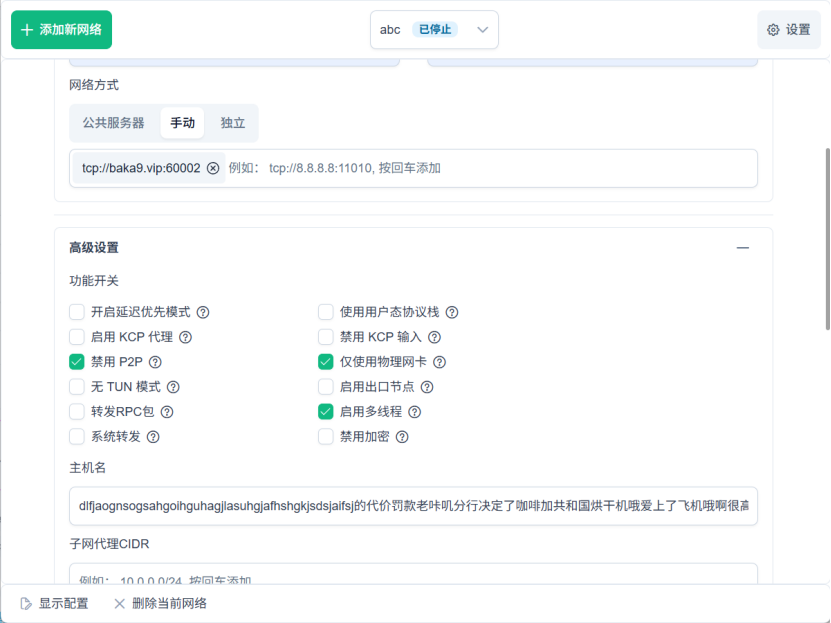 添加新网络
abc 已停止
设置
网络方式
公共服务器 手动 独立
tcp://baka9.vip:60002 例如： tcp://8.8.8.8:11010, 按回车添加
高级设置
功能开关
开启延迟优先模式 使用用户态协议栈
启用 KCP 代理 禁用 KCP 输入
禁用 P2P 仅使用物理网卡
无 TUN 模式 启用出口节点
转发RPC包 启用多线程
系统转发 禁用加密
主机名
dlfjaognsogsahgoihguhagjlasuhgjafhshgkjsdsjaifsj的代价罚款老咔叽分行决定了咖啡加共和国烘干机哦爱上了飞机哦啊很高
子网代理CIDR
例如： 10.0.0.0/24, 按回车添加
显示配置 删除当前网络